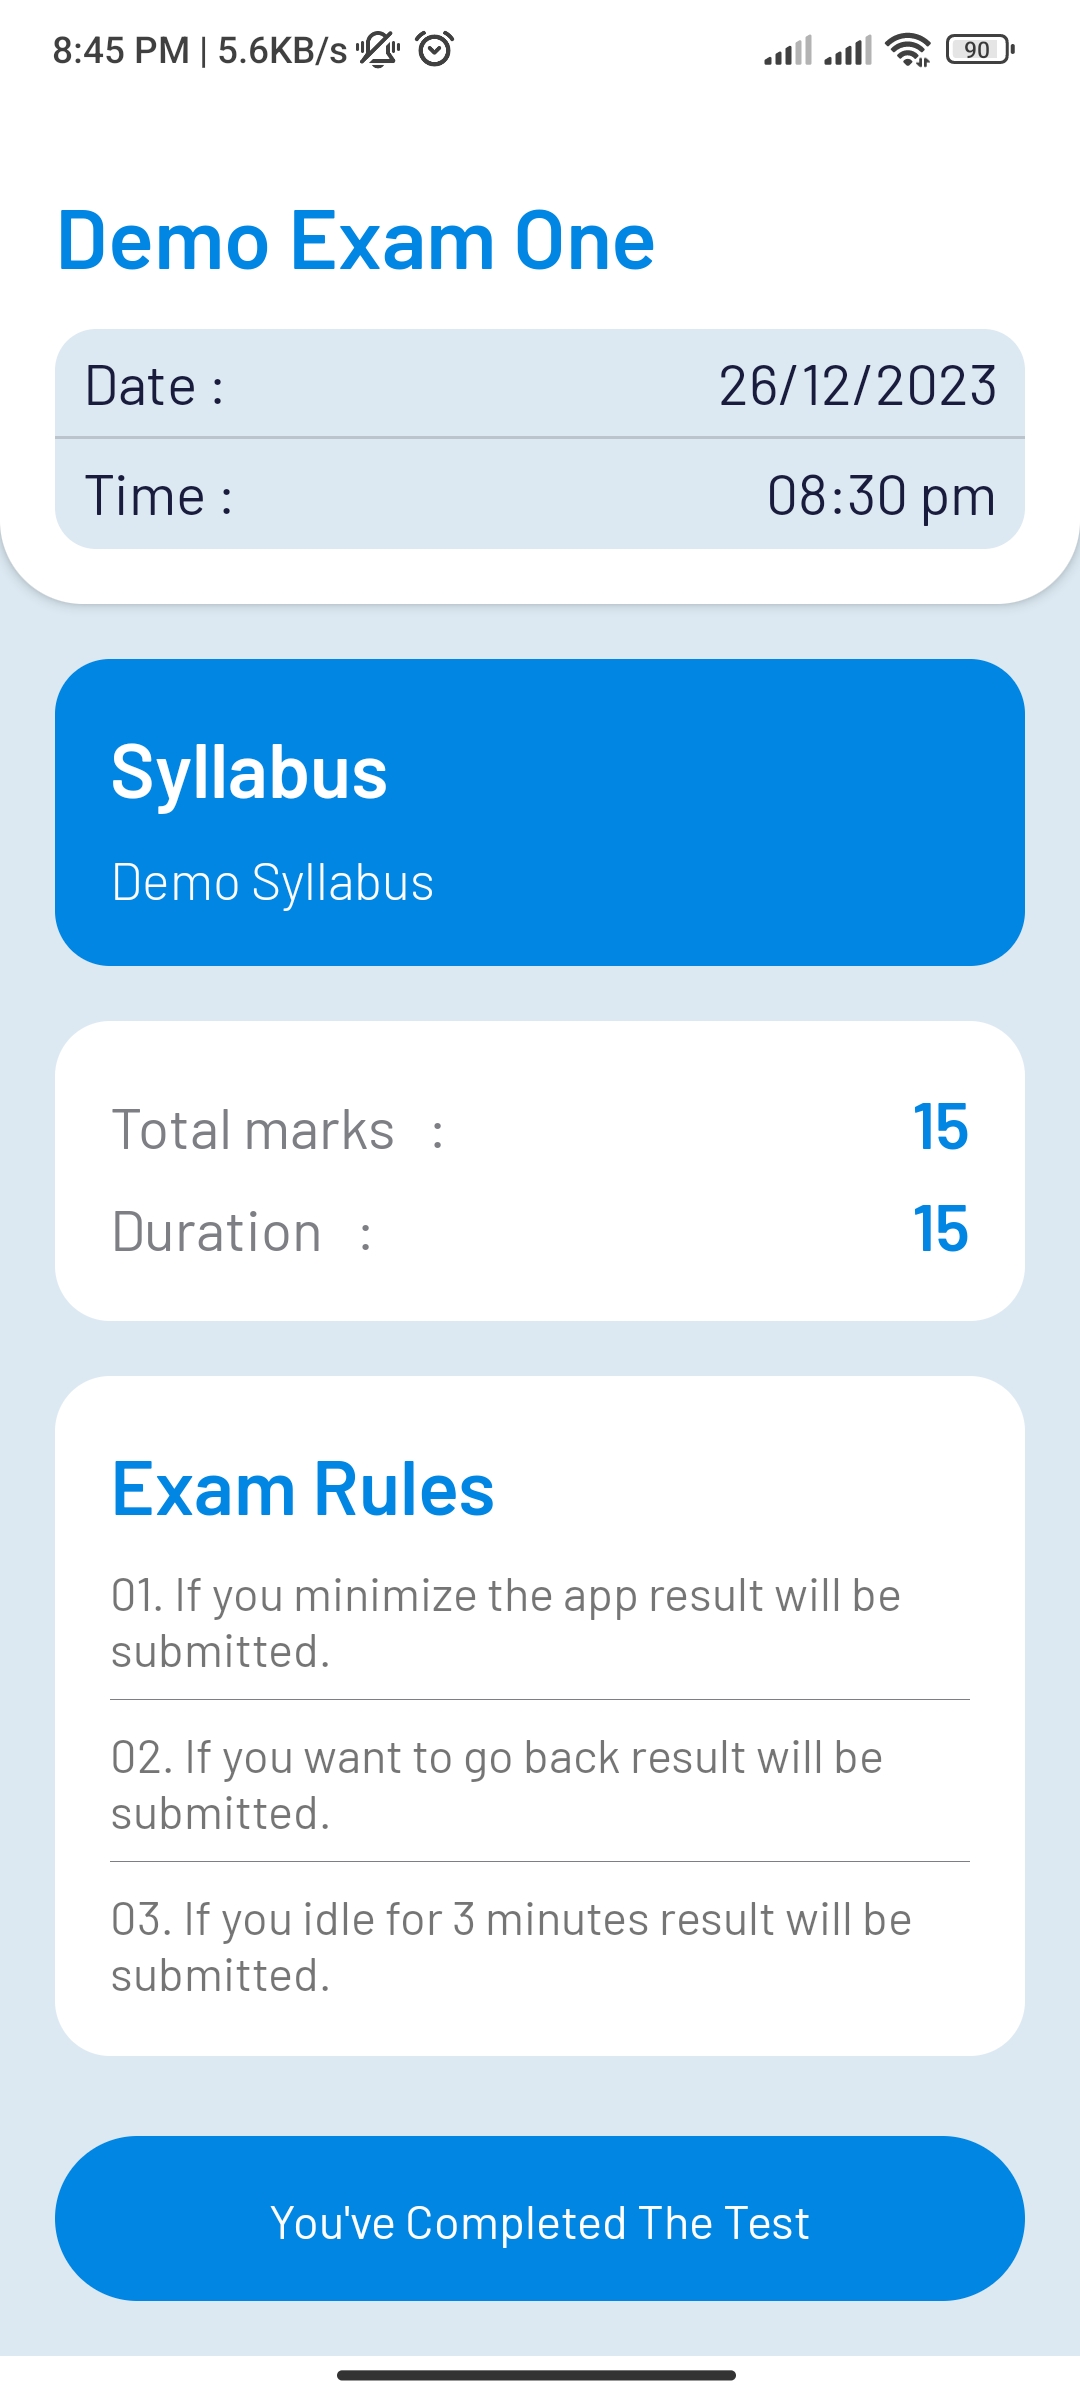 8:45 PM | 5.6KB/s
90
Demo Exam One
Date : 26/12/2023
Time : 08:30 pm
Syllabus
Demo Syllabus
Total marks : 15
Duration : 15
Exam Rules
01. If you minimize the app result will be
submitted.
02. If you want to go back result will be
submitted.
03. If you idle for 3 minutes result will be
submitted.
You've Completed The Test